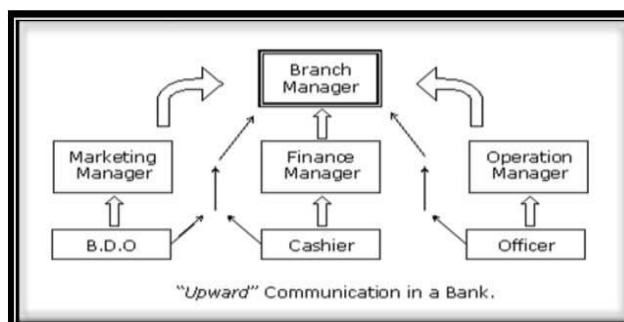 Branch
Manager
Marketing
Manager
Finance
Manager
Operation
Manager
B.D.O
Cashier
Officer
"Upward" Communication in a Bank.